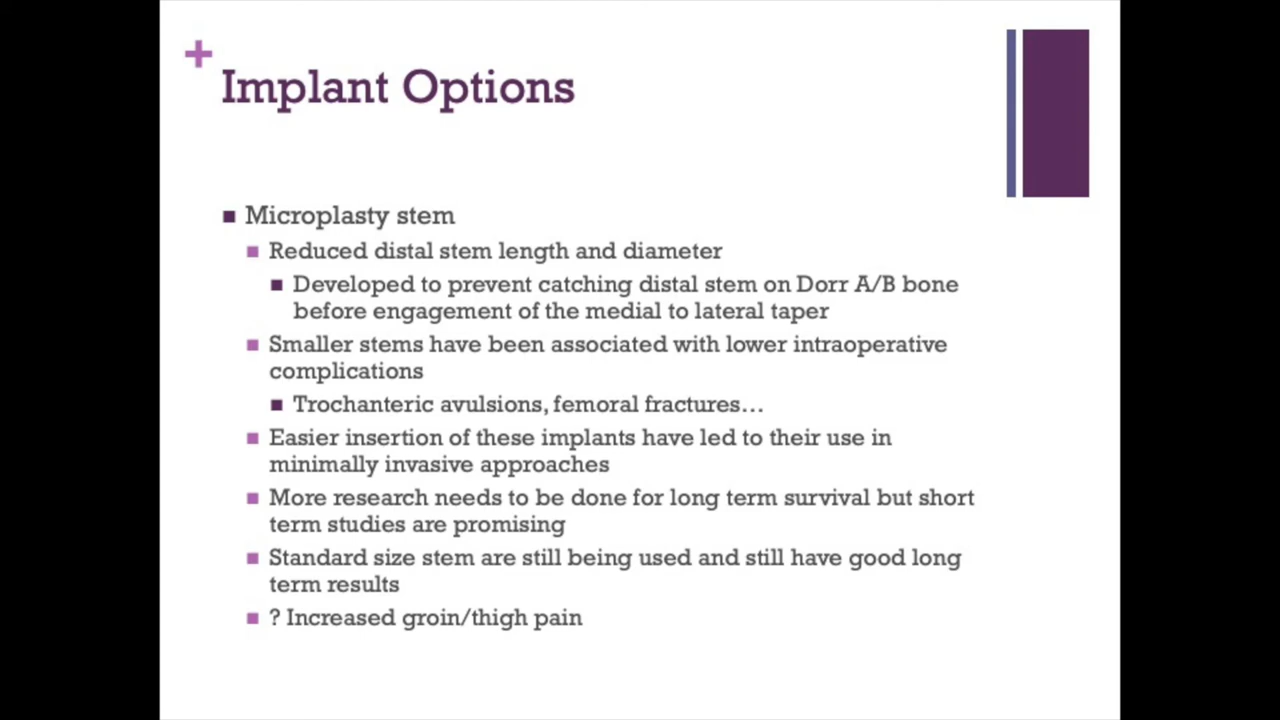 +
Implant Options
Microplasty stem
Reduced distal stem length and diameter
Developed to prevent catching distal stem on Dorr A/B bone
before engagement of the medial to lateral taper
Smaller stems have been associated with lower intraoperative
complications
Trochanteric avulsions, femoral fractures...
Easier insertion of these implants have led to their use in
minimally invasive approaches
More research needs to be done for long term survival but short
term studies are promising
Standard size stem are still being used and still have good long
term results
? Increased groin/thigh pain